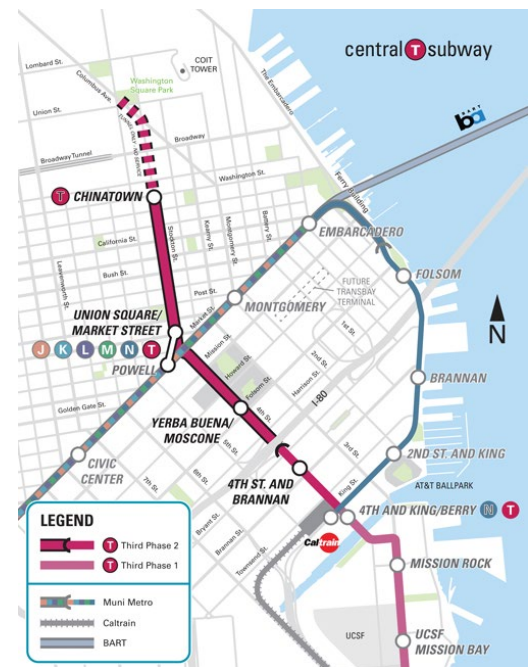 central T subway
Lombard St.
COIT
TOWER
Columbus Ave.
Washington
Square Park
The Embarcadero
Union St.
TUNNEL ONLY - NO SERVICE
Broadway
ba
Broadway Tunnel
Washington St.
Ferry Building
T CHINATOWN
EMBARCADERO
California St.
Stockton St.
Kearny St.
Montgomery St.
Battery St.
Leavenworth St.
Bush St.
FOLSOM
Post St.
FUTURE
TRANSBAY
TERMINAL
MONTGOMERY
Market St.
UNION SQUARE/
MARKET STREET
N
Mission St.
1st St.
J K L M N T
2nd St.
POWELL
Howard St.
Folsom St.
Harrison St.
I-80
BRANNAN
Golden Gate St.
YERBA BUENA/
MOSCONE
4th St.
5th St.
3rd St.
CIVIC
CENTER
6th St.
7th St.
2ND ST. AND KING
4TH ST. AND
BRANNAN
King St.
AT&T BALLPARK
LEGEND
Bryant St.
Brannan St.
4TH AND KING/BERRY N T
T Third Phase 2
Caltrain
T Third Phase 1
Townsend St.
MISSION ROCK
Muni Metro
Caltrain
UCSF
UCSF
MISSION BAY
BART